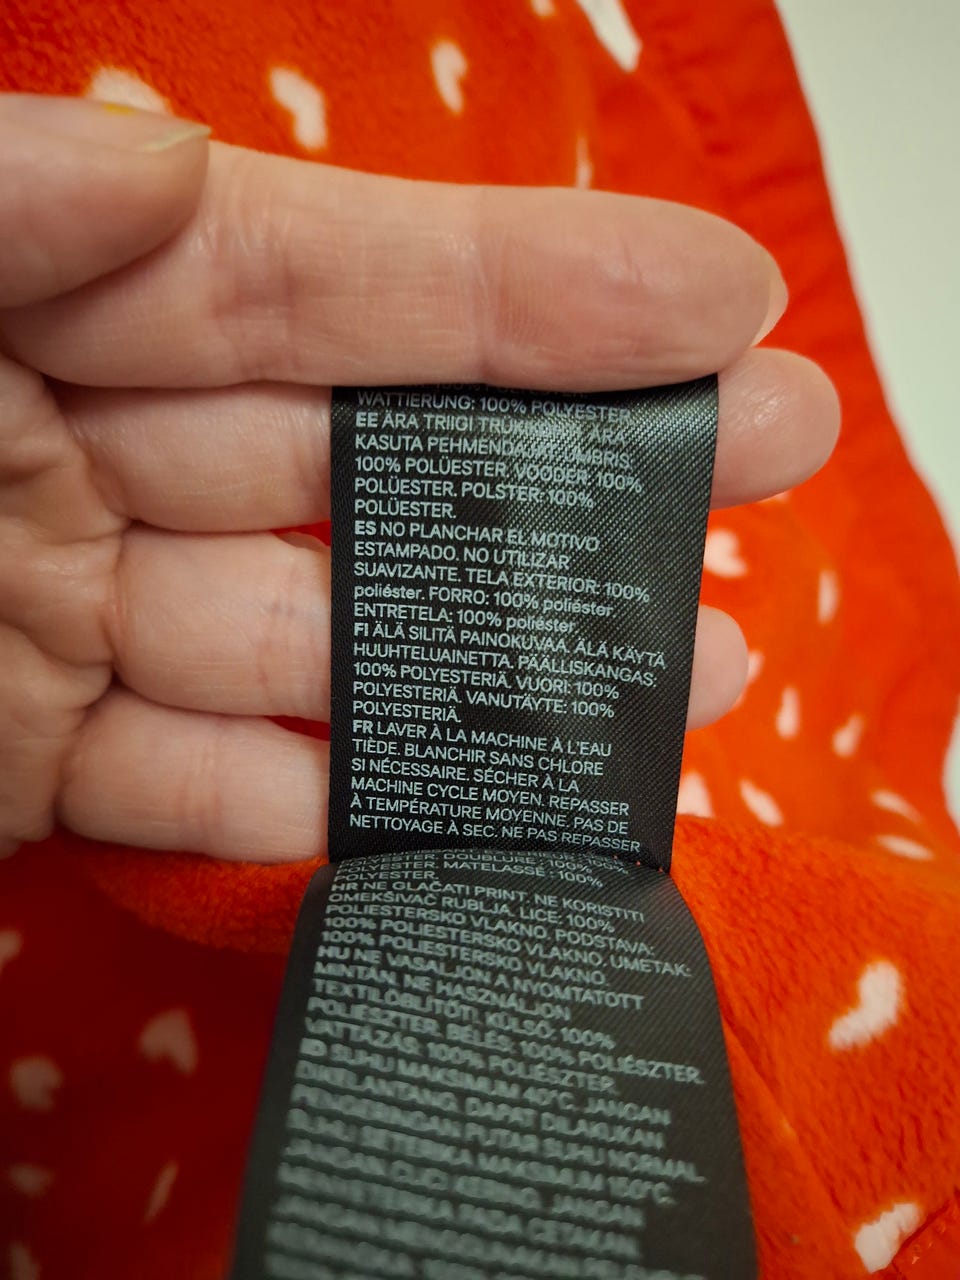 WATTIERUNG: 100% POLYESTER
EE ÄRA TRIIGI ÄRA
KASUTA
100% POLÜESTER. VOODER: 100%
POLÜESTER. POLSTER: 100%
POLÜESTER.
ES NO PLANCHAR EL MOTIVO
ESTAMPADO. NO UTILIZAR
SUAVIZANTE. TELA EXTERIOR: 100%
poliéster. FORRO: 100% poliéster.
ENTRETELA: 100% poliéster
FI ÄLÄ SILITÄ PAINOKUVAA. ÄLÄ KÄYTÄ
HUUHTELUAINETTA. PÄÄLLISKANGAS:
100% POLYESTERIÄ. VUORI: 100%
POLYESTERIÄ. VANUTÄYTE: 100%
POLYESTERIÄ.
FR LAVER À LA MACHINE À L'EAU
TIÈDE. BLANCHIR SANS CHLORE
SI NÉCESSAIRE. SÉCHER À LA
MACHINE CYCLE MOYEN. REPASSER
À TEMPÉRATURE MOYENNE. PAS DE
NETTOYAGE À SEC. NE PAS REPASSER
POLYESTER. DOUBLURE : 100%
POLYESTER. MATELASSÉ : 100%
POLYESTER.
HR NE GLAČATI PRINT. NE KORISTITI
OMEKŠIVAČ RUBLJA. LICE: 100%
POLIESTERSKO VLAKNO. PODSTAVA:
100% POLIESTERSKO VLAKNO. UMETAK:
100% POLIESTERSKO VLAKNO.
HU NE VASALJON A NYOMTATOTT
MINTÁN. NE HASZNÁLJON
TEXTILÖBLÍTŐT!. KÜLSŐ: 100%
POLIÉSZTER. BÉLÉS: 100% POLIÉSZTER.
VATTÁZÁS: 100% POLIÉSZTER.
ID SUHU MAKSIMUM 40°C. JANGAN
DIKELANTANG. DAPAT DILAKUKAN
PENGERINGAN PUTAR SUHU NORMAL.
SUHU SETERIKA MAKSIMUM 150°C.
JANGAN CUCI KERING. JANGAN
MENYETERIKA PADA CETAKAN.
JANGAN MENGGUNAKAN